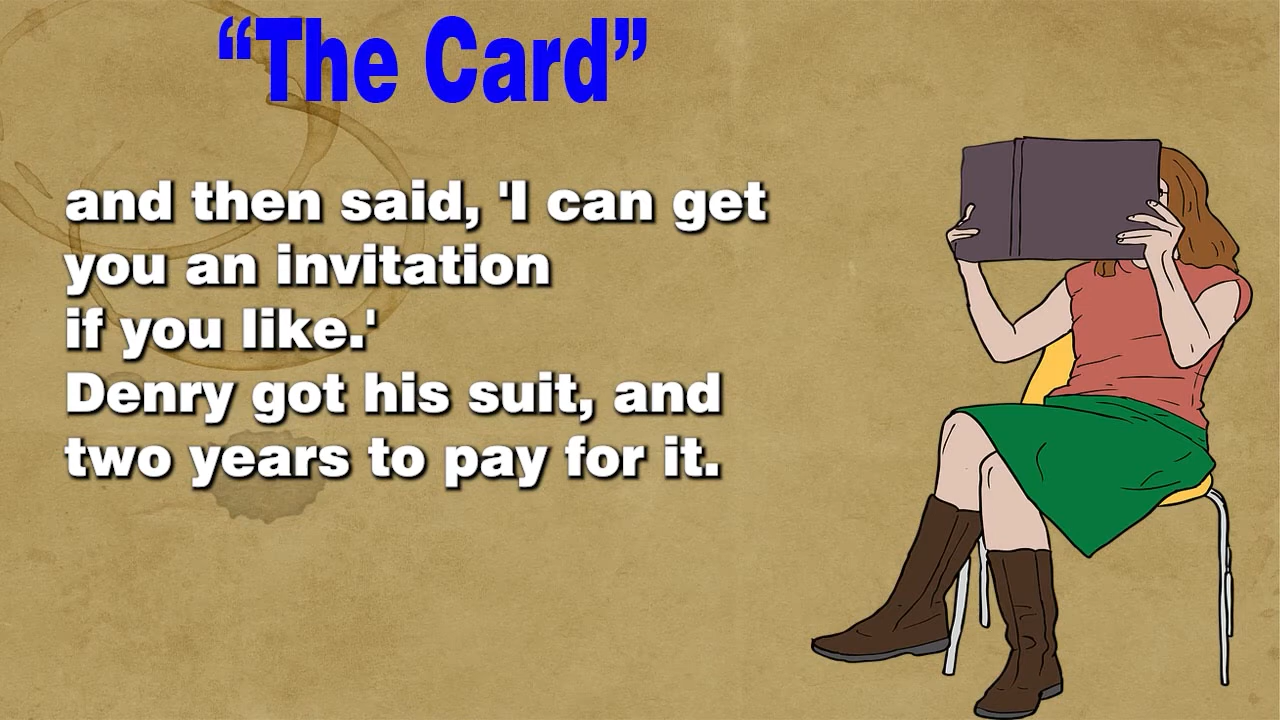 “The Card”
and then said, 'I can get
you an invitation
if you like.'
Denry got his suit, and
two years to pay for it.